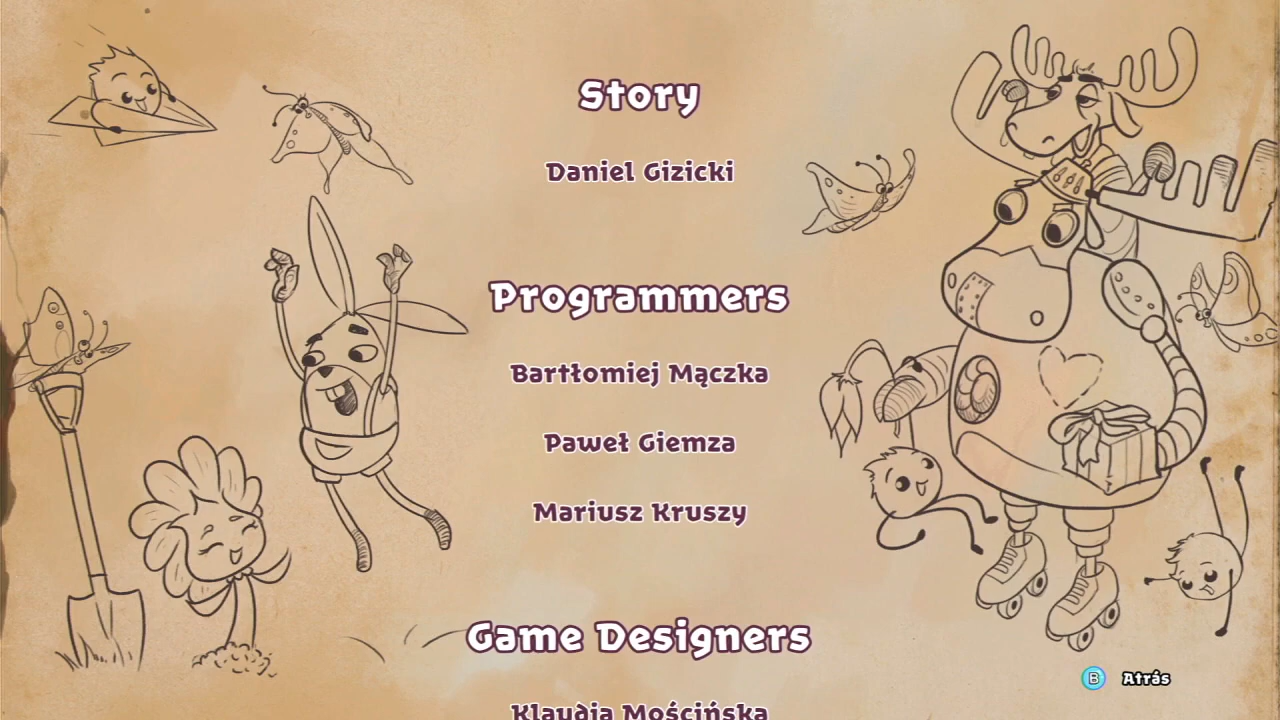 Story
Daniel Gizicki
Programmers
Bartłomiej Mączka
Paweł Giemza
Mariusz Kruszy
Game Designers
Klaudia Mościńska
B Atrás